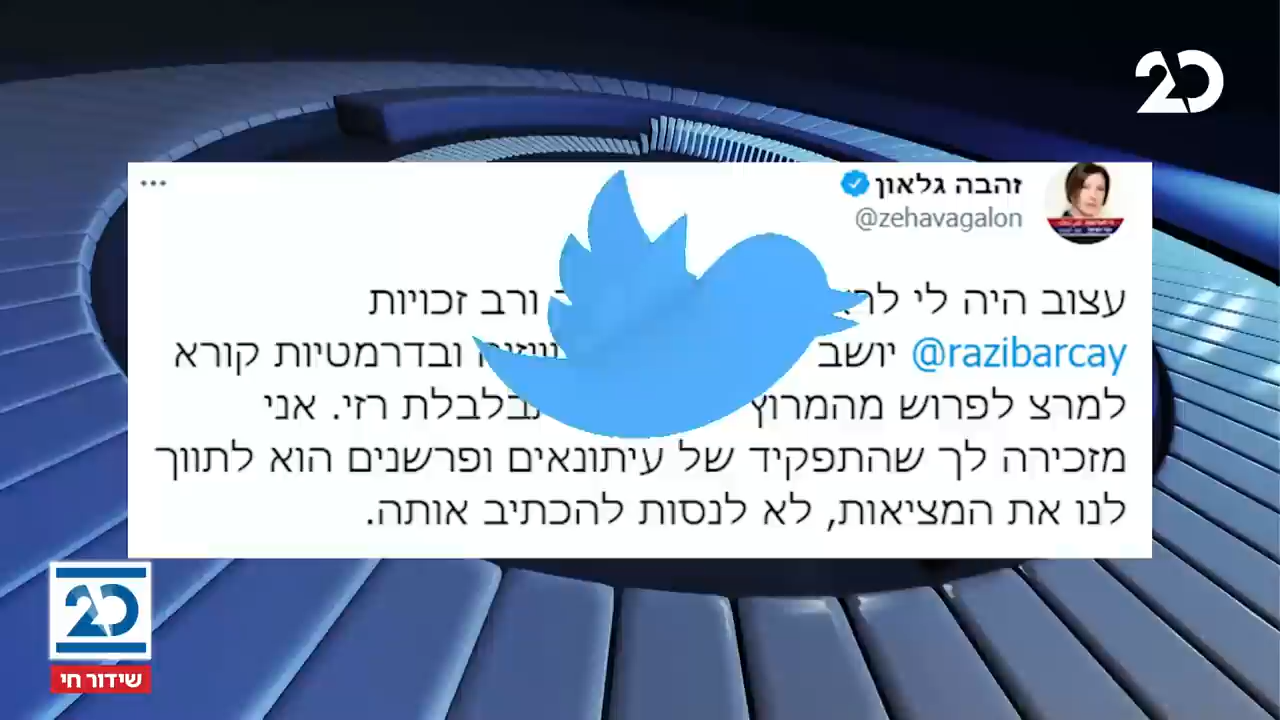 20
זהבה גלאון
@zehavagalon
עצוב היה לי ורב זכויות
@razibarcay יושב ובדרמטיות קורא
למרצ לפרוש מהמרוץ רזי. אני
מזכירה לך שהתפקיד של עיתונאים ופרשנים הוא לתווך
לנו את המציאות, לא לנסות להכתיב אותה.
20
שידור חי